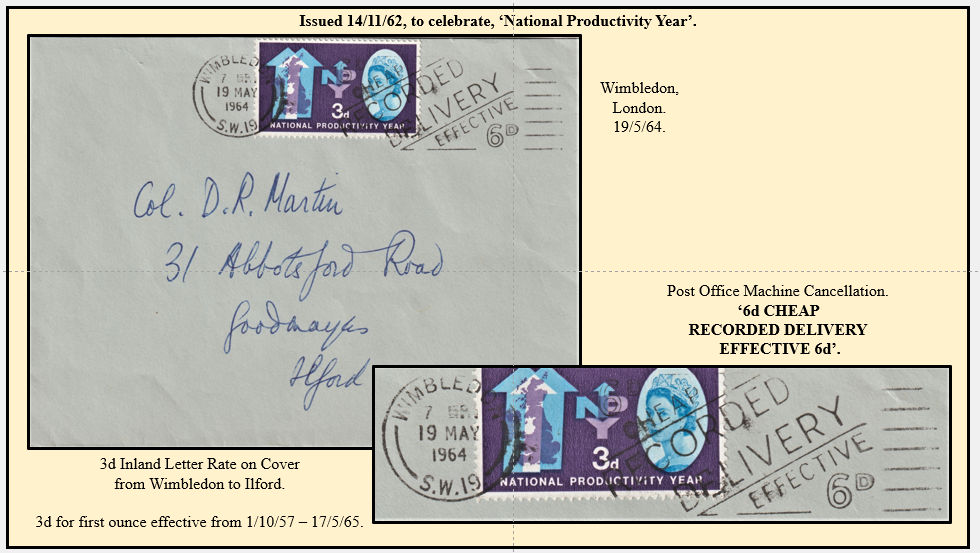 Issued 14/11/62, to celebrate, ‘National Productivity Year’.
WIMBLEDON
7
19 MAY
1964
S.W.19
NPY
3d
NATIONAL PRODUCTIVITY YEAR
CHEAP
RECORDED
DELIVERY
EFFECTIVE
6D
Wimbledon,
London.
19/5/64.
Col. D.R. Martin
31 Abbotsford Road
Goodmayes
Ilford
Post Office Machine Cancellation.
‘6d CHEAP
RECORDED DELIVERY
EFFECTIVE 6d’.
WIMBLED
7
19 MAY
1964
S.W.19
NPY
3d
NATIONAL PRODUCTIVITY YEAR
CHEAP
RECORDED
DELIVERY
EFFECTIVE
6D
3d Inland Letter Rate on Cover
from Wimbledon to Ilford.
3d for first ounce effective from 1/10/57 – 17/5/65.